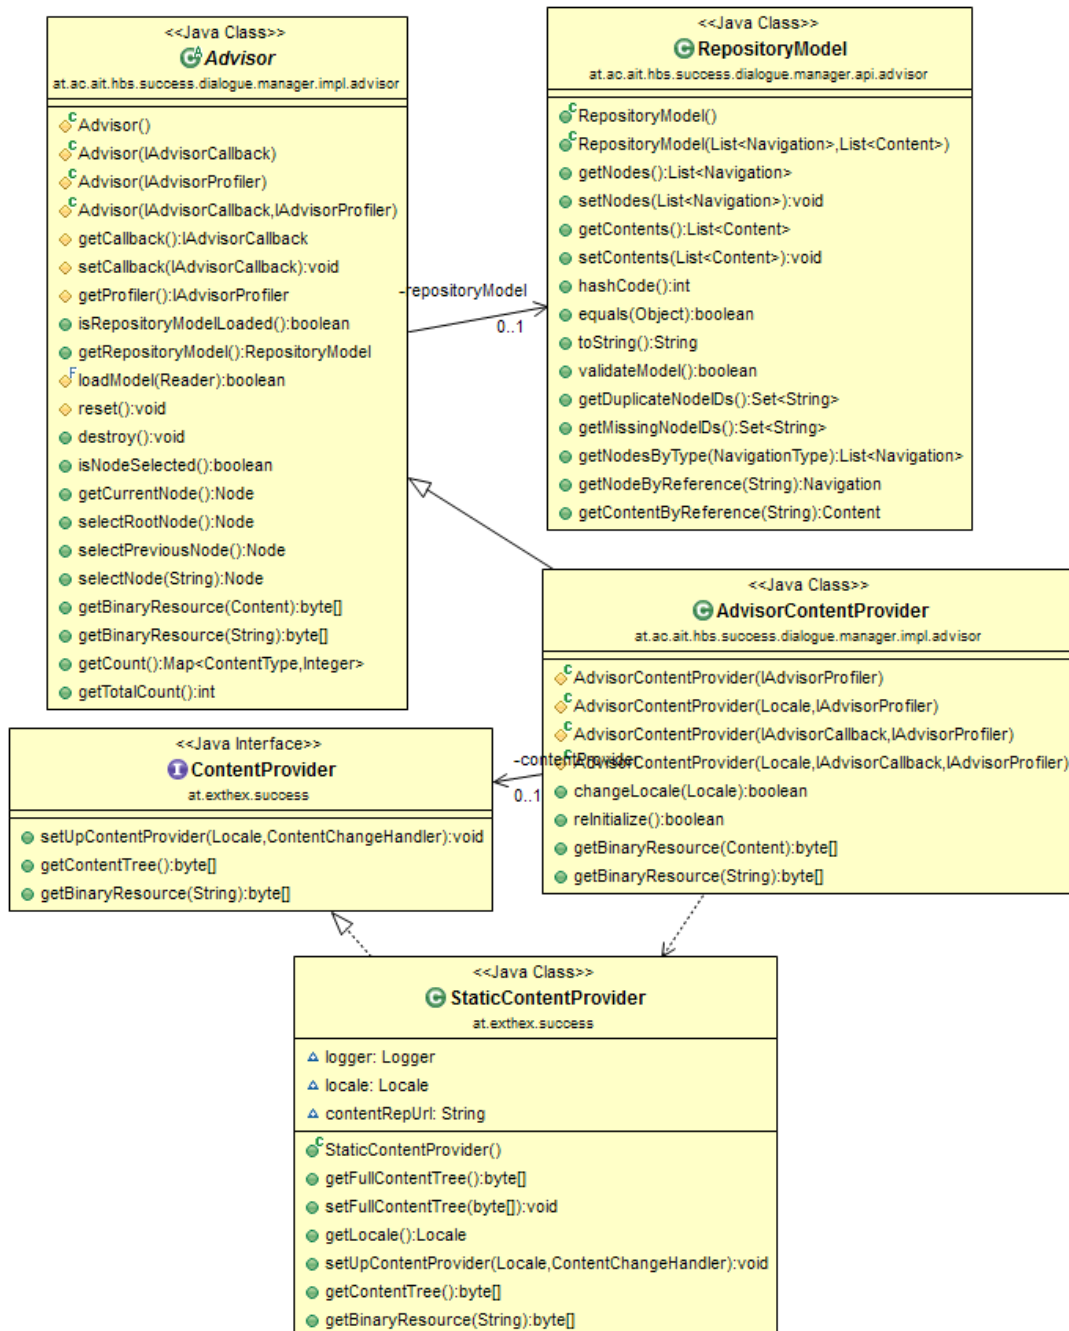 <<Java Class>>
Advisor
at.ac.ait.hbs.success.dialogue.manager.impl.advisor
Advisor()
Advisor(IAdvisorCallback)
Advisor(IAdvisorProfiler)
Advisor(IAdvisorCallback,IAdvisorProfiler)
getCallback():IAdvisorCallback
setCallback(IAdvisorCallback):void
getProfiler():IAdvisorProfiler
isRepositoryModelLoaded():boolean
getRepositoryModel():RepositoryModel
loadModel(Reader):boolean
reset():void
destroy():void
isNodeSelected():boolean
getCurrentNode():Node
selectRootNode():Node
selectPreviousNode():Node
selectNode(String):Node
getBinaryResource(Content):byte[]
getBinaryResource(String):byte[]
getCount():Map<ContentType,Integer>
getTotalCount():int
-repositoryModel
0..1
<<Java Class>>
RepositoryModel
at.ac.ait.hbs.success.dialogue.manager.api.advisor
RepositoryModel()
RepositoryModel(List<Navigation>,List<Content>)
getNodes():List<Navigation>
setNodes(List<Navigation>):void
getContents():List<Content>
setContents(List<Content>):void
hashCode():int
equals(Object):boolean
toString():String
validateModel():boolean
getDuplicateNodeIDs():Set<String>
getMissingNodeIDs():Set<String>
getNodesByType(NavigationType):List<Navigation>
getNodeByReference(String):Navigation
getContentByReference(String):Content
<<Java Class>>
AdvisorContentProvider
at.ac.ait.hbs.success.dialogue.manager.impl.advisor
AdvisorContentProvider(IAdvisorProfiler)
AdvisorContentProvider(Locale,IAdvisorProfiler)
AdvisorContentProvider(IAdvisorCallback,IAdvisorProfiler)
AdvisorContentProvider(Locale,IAdvisorCallback,IAdvisorProfiler)
changeLocale(Locale):boolean
reInitialize():boolean
getBinaryResource(Content):byte[]
getBinaryResource(String):byte[]
-contentProvider
0..1
<<Java Interface>>
ContentProvider
at.exthex.success
setUpContentProvider(Locale,ContentChangeHandler):void
getContentTree():byte[]
getBinaryResource(String):byte[]
<<Java Class>>
StaticContentProvider
at.exthex.success
logger: Logger
locale: Locale
contentRepUrl: String
StaticContentProvider()
getFullContentTree():byte[]
setFullContentTree(byte[]):void
getLocale():Locale
setUpContentProvider(Locale,ContentChangeHandler):void
getContentTree():byte[]
getBinaryResource(String):byte[]